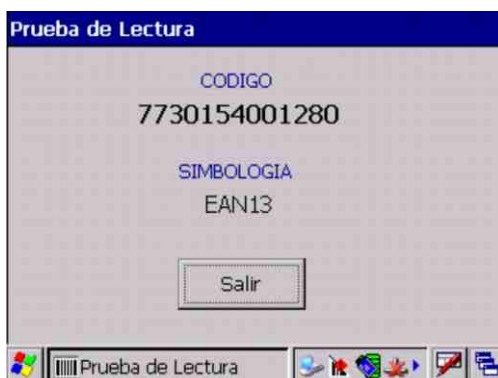 Prueba de Lectura
CODIGO
7730154001280
SIMBOLOGIA
EAN13
Salir
Prueba de Lectura